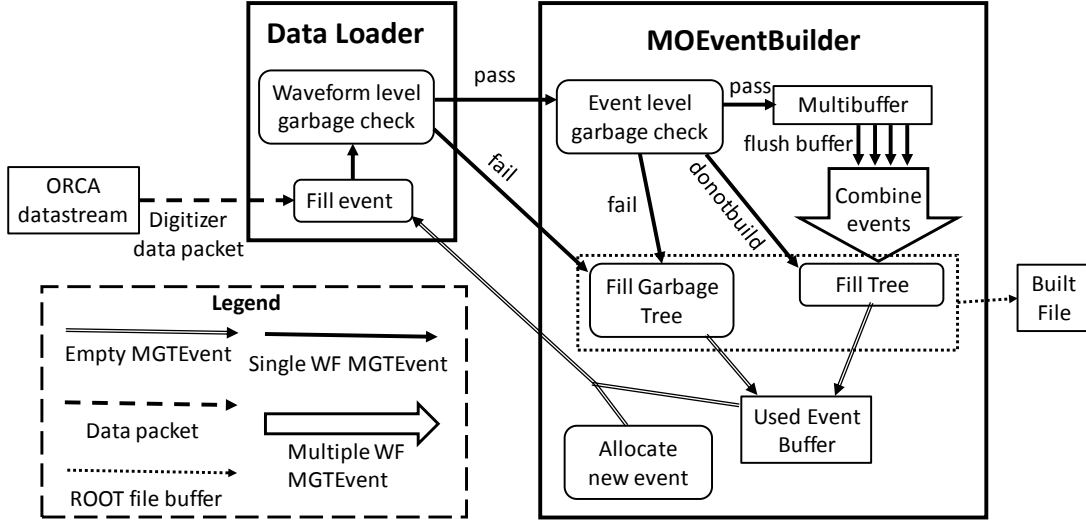 Data Loader
MOEventBuilder
Waveform level
garbage check
pass
Event level
garbage check
pass
Multibuffer
flush buffer
fail
ORCA
datastream
Digitizer
data packet
Fill event
fail
donotbuild
Combine
events
Fill Garbage
Tree
Fill Tree
Built
File
Legend
Empty MGTEvent
Single WF MGTEvent
Data packet
Multiple WF
MGTEvent
ROOT file buffer
Used Event
Buffer
Allocate
new event